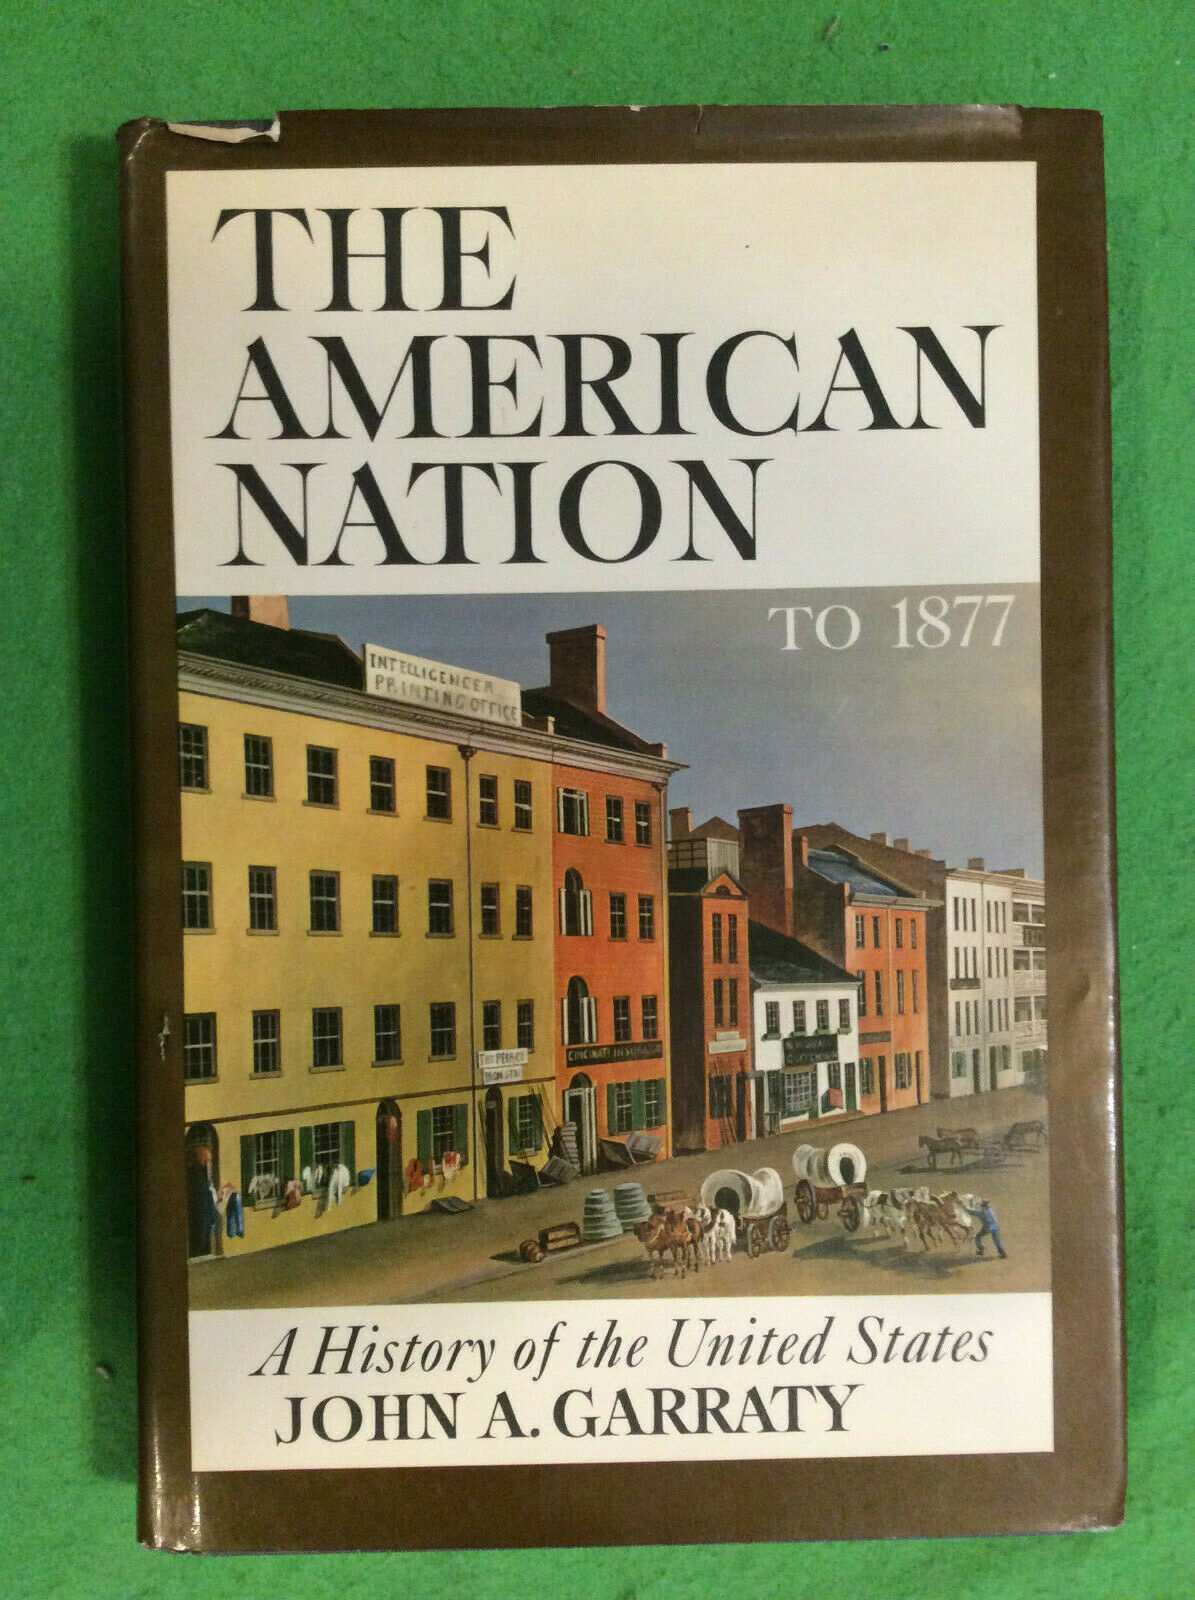 THE
AMERICAN
NATION
TO 1877
INTELLIGENCER
PRINTING OFFICE
A History of the United States
JOHN A. GARRATY